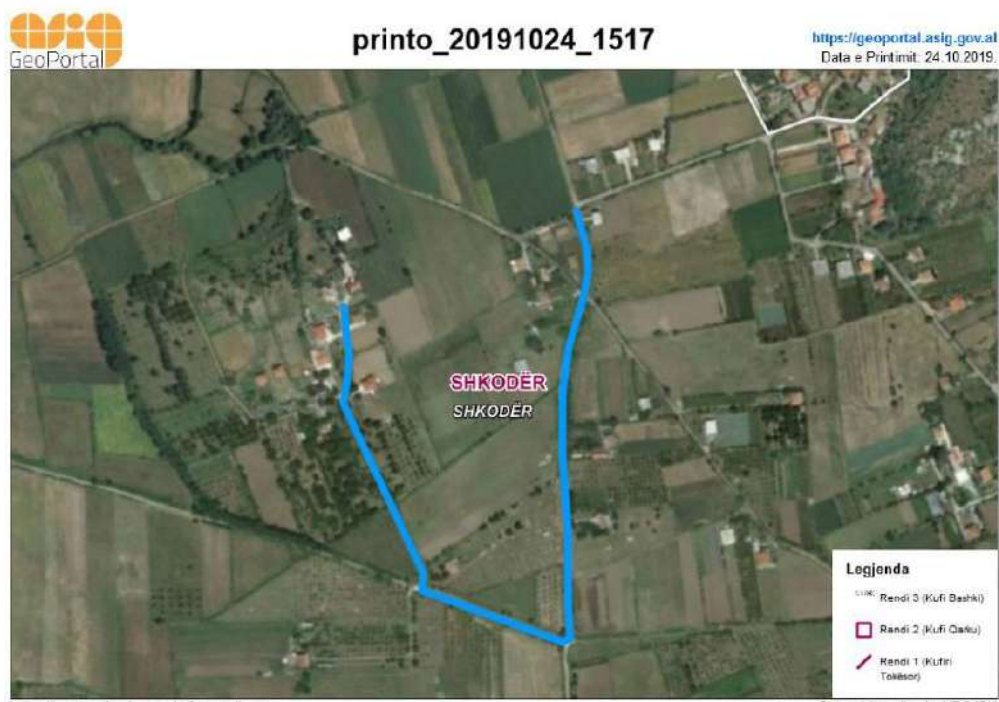 asig
GeoPortal
printo_20191024_1517
https://geoportal.asig.gov.al
Data e Printimit: 24.10.2019.
SHKODËR
SHKODËR
Legjenda
Rendi 3 (Kufi Bashki)
Rendi 2 (Kufi Qarku)
Rendi 1 (Kufiri
Tokësor)